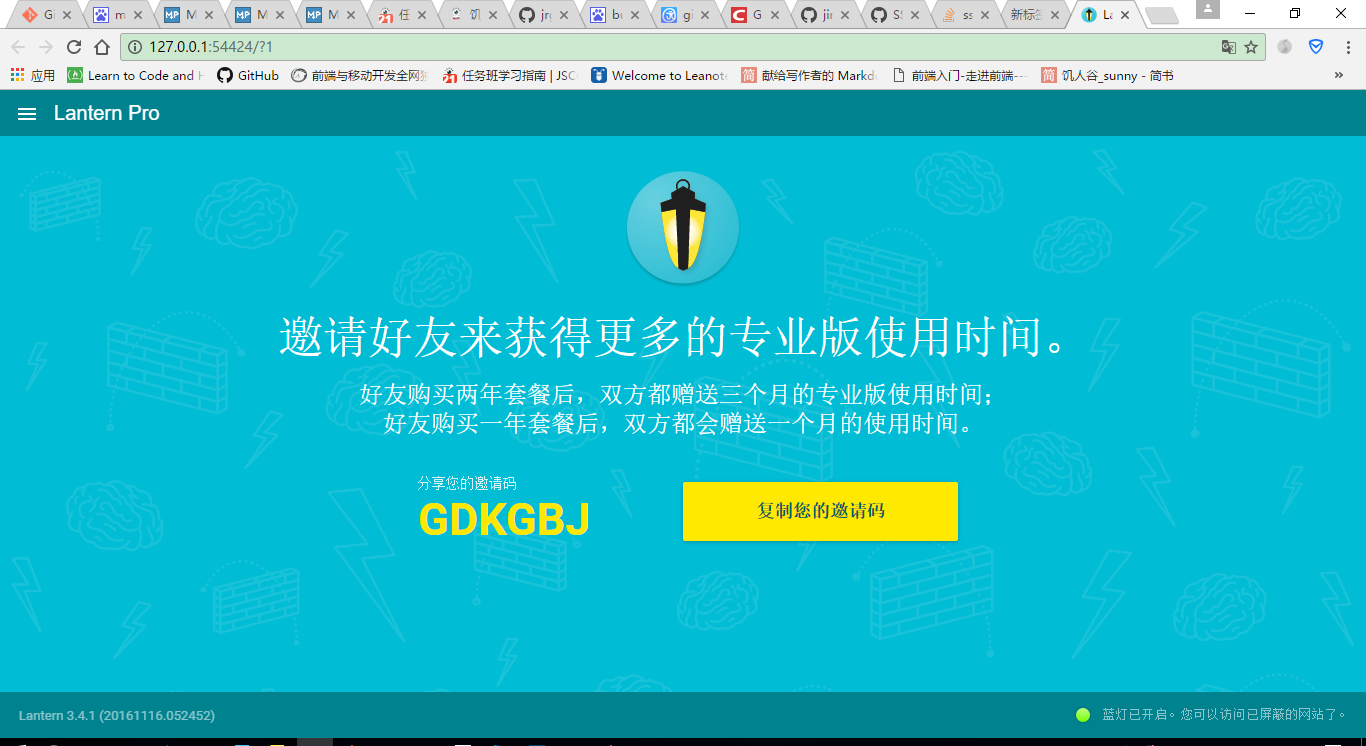 Gi
m
M
M
M
任
饥
jrg
bu
gi
G
jir
SS
ss
新标签
La
127.0.0.1:54424/?1
应用
Learn to Code and H
GitHub
前端与移动开发全网
任务班学习指南 | JSC
Welcome to Leanote
献给写作者的 Markdo
前端入门-走进前端---
饥人谷_sunny - 简书
»
Lantern Pro
邀请好友来获得更多的专业版使用时间。
好友购买两年套餐后，双方都赠送三个月的专业版使用时间；
好友购买一年套餐后，双方都会赠送一个月的使用时间。
分享您的邀请码
GDKGBJ
复制您的邀请码
Lantern 3.4.1 (20161116.052452)
蓝灯已开启。您可以访问已屏蔽的网站了。